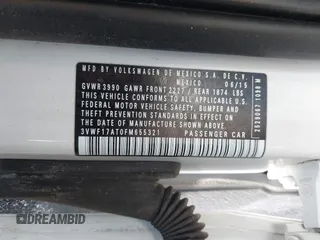 MFD BY VOLKSWAGEN DE MEXICO,S.A. DE C.V.
MEXICO 06/15
GVWR 3990 GAWR FRONT 2227 / REAR 1874 LBS
THIS VEHICLE CONFORMS TO ALL APPLICABLE
FEDERAL MOTOR VEHICLE SAFETY, BUMPER AND
THEFT PREVENTION STANDARDS IN EFFECT ON THE
DATE OF MANUFACTURE SHOWN ABOVE
3VWF17AT0FM655321 PASSENGER CAR
DREAMBID